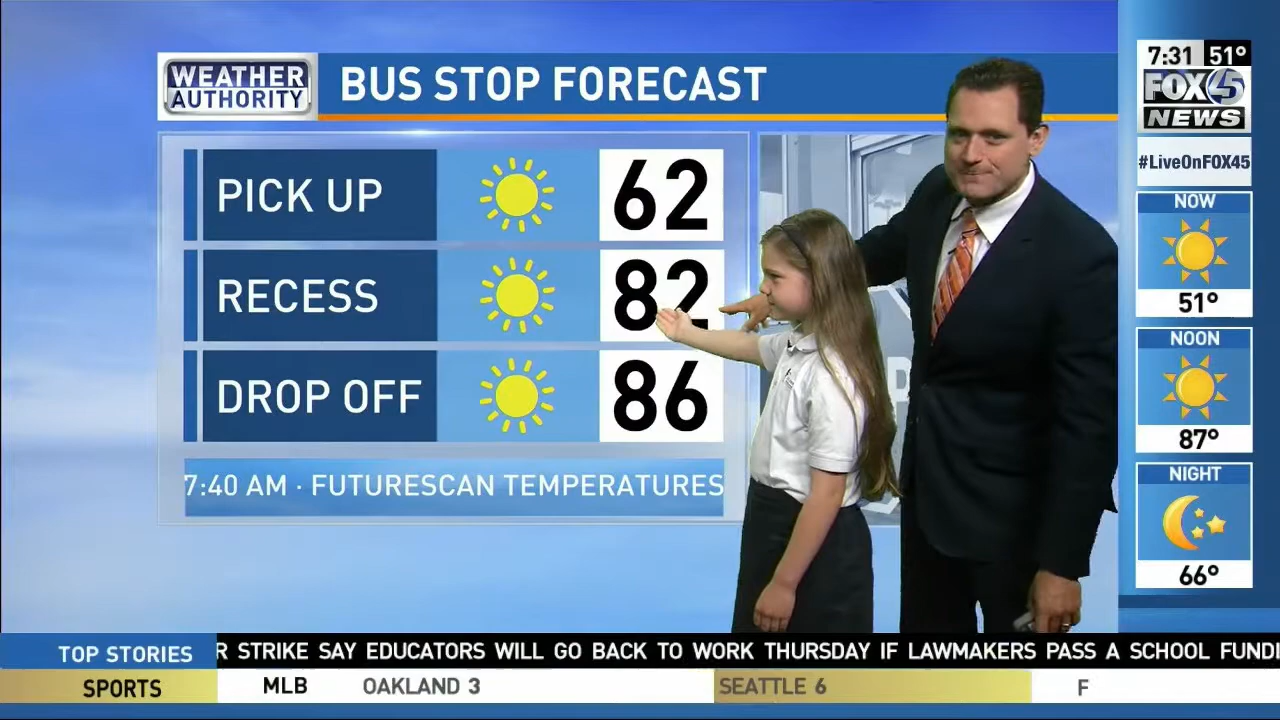 WEATHER AUTHORITY
BUS STOP FORECAST
PICK UP 62
RECESS 82
DROP OFF 86
7:40 AM · FUTURESCAN TEMPERATURES
7:31 51°
FOX45
NEWS
#LiveOnFOX45
NOW
51°
NOON
87°
NIGHT
66°
TOP STORIES R STRIKE SAY EDUCATORS WILL GO BACK TO WORK THURSDAY IF LAWMAKERS PASS A SCHOOL FUNDI
SPORTS MLB OAKLAND 3 SEATTLE 6 F